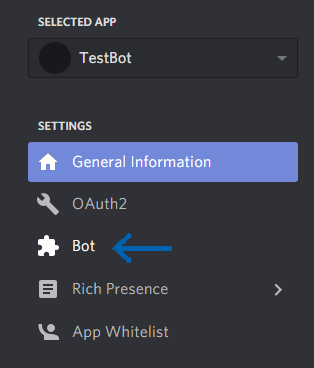 SELECTED APP
TestBot
SETTINGS
General Information
OAuth2
Bot
Rich Presence
App Whitelist